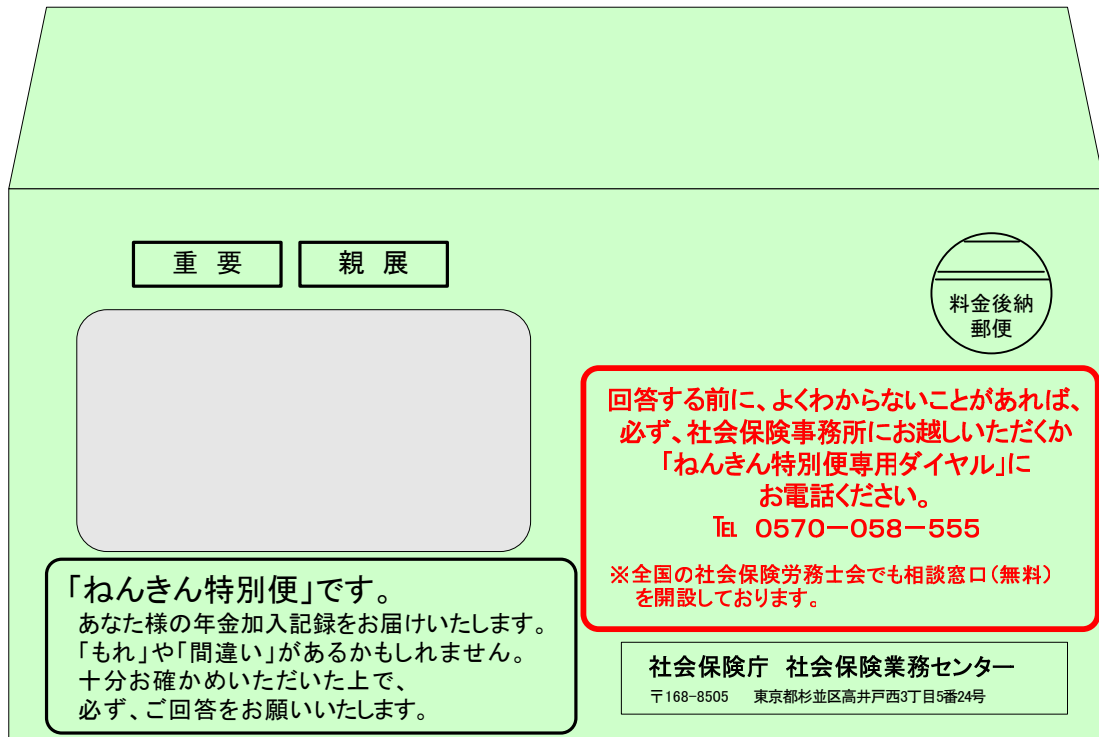 重 要
親 展
料金後納
郵便
回答する前に、よくわからないことがあれば、
必ず、社会保険事務所にお越しいただくか
「ねんきん特別便専用ダイヤル」に
お電話ください。
℡ 0570-058-555
※全国の社会保険労務士会でも相談窓口(無料)
を開設しております。
「ねんきん特別便」です。
あなた様の年金加入記録をお届けいたします。
「もれ」や「間違い」があるかもしれません。
十分お確かめいただいた上で、
必ず、ご回答をお願いいたします。
社会保険庁 社会保険業務センター
〒168-8505 東京都杉並区高井戸西3丁目5番24号